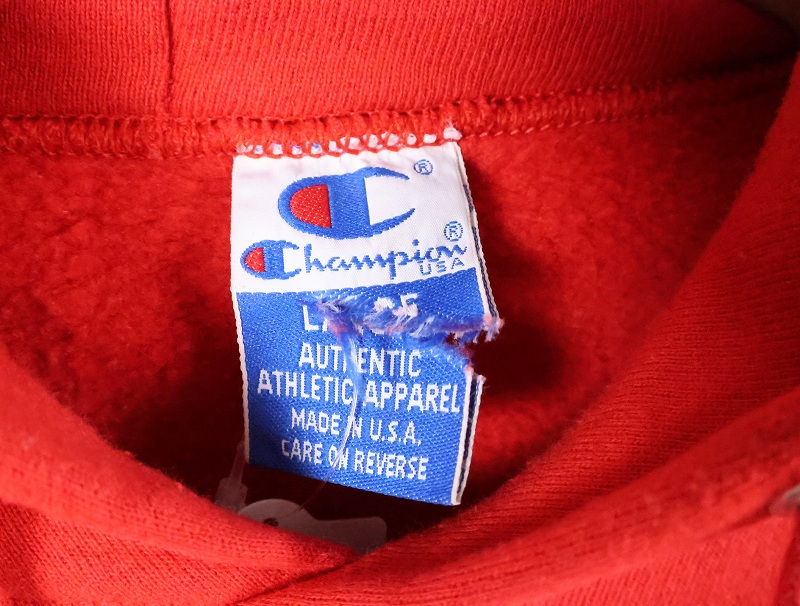 ®
Champion®
USA
AUTHENTIC
ATHLETIC APPAREL
MADE IN U.S.A.
CARE ON REVERSE